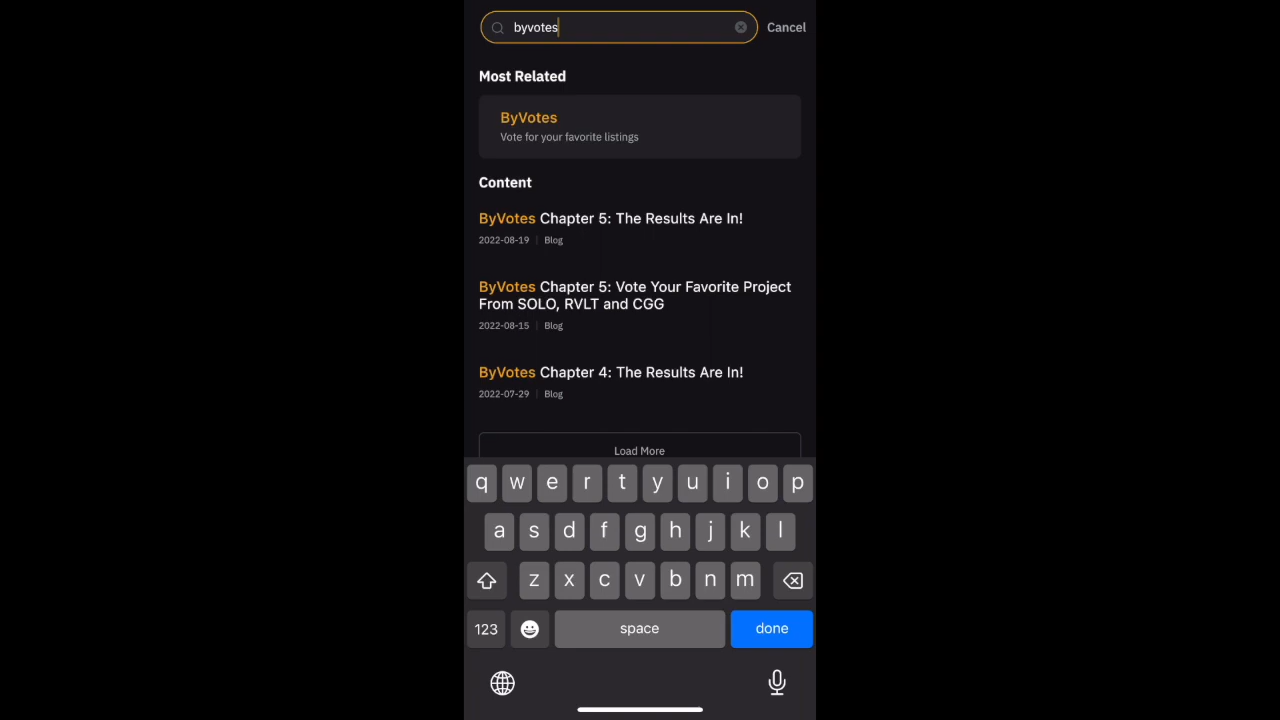 byvotes
Cancel
Most Related
ByVotes
Vote for your favorite listings
Content
ByVotes Chapter 5: The Results Are In!
2022-08-19 | Blog
ByVotes Chapter 5: Vote Your Favorite Project
From SOLO, RVLT and CGG
2022-08-15 | Blog
ByVotes Chapter 4: The Results Are In!
2022-07-29 | Blog
Load More
q w e r t y u i o p
a s d f g h j k l
z x c v b n m
123 space done